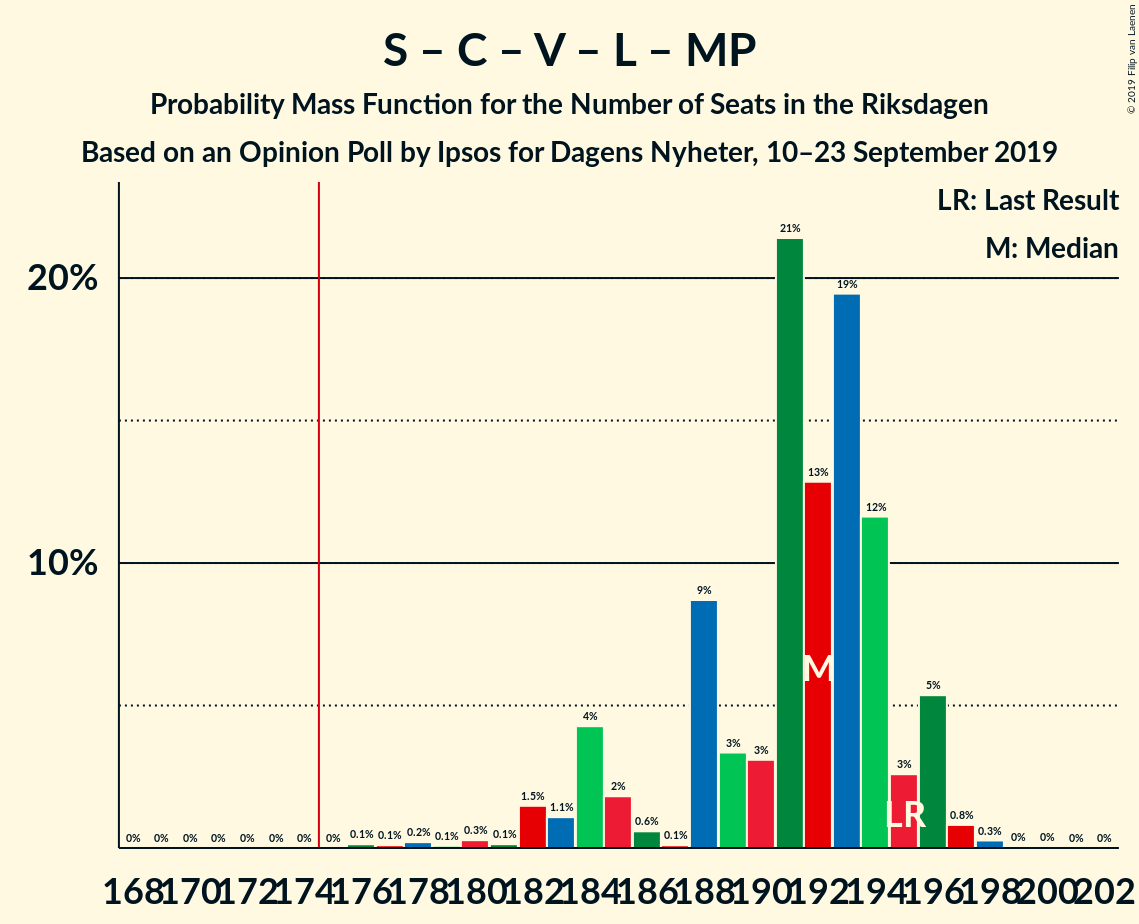 S – C – V – L – MP
Probability Mass Function for the Number of Seats in the Riksdagen
Based on an Opinion Poll by Ipsos for Dagens Nyheter, 10–23 September 2019
© 2019 Filip van Laenen
LR: Last Result
M: Median
20%
10%
0% 0% 0% 0% 0% 0% 0% 0% 0.1% 0.1% 0.2% 0.1% 0.3% 0.1% 1.5% 1.1% 4% 2% 0.6% 0.1% 9% 3% 3% 21% 13% 19% 12% 3% 5% 0.8% 0.3% 0% 0% 0% 0%
M
LR
168 170 172 174 176 178 180 182 184 186 188 190 192 194 196 198 200 202